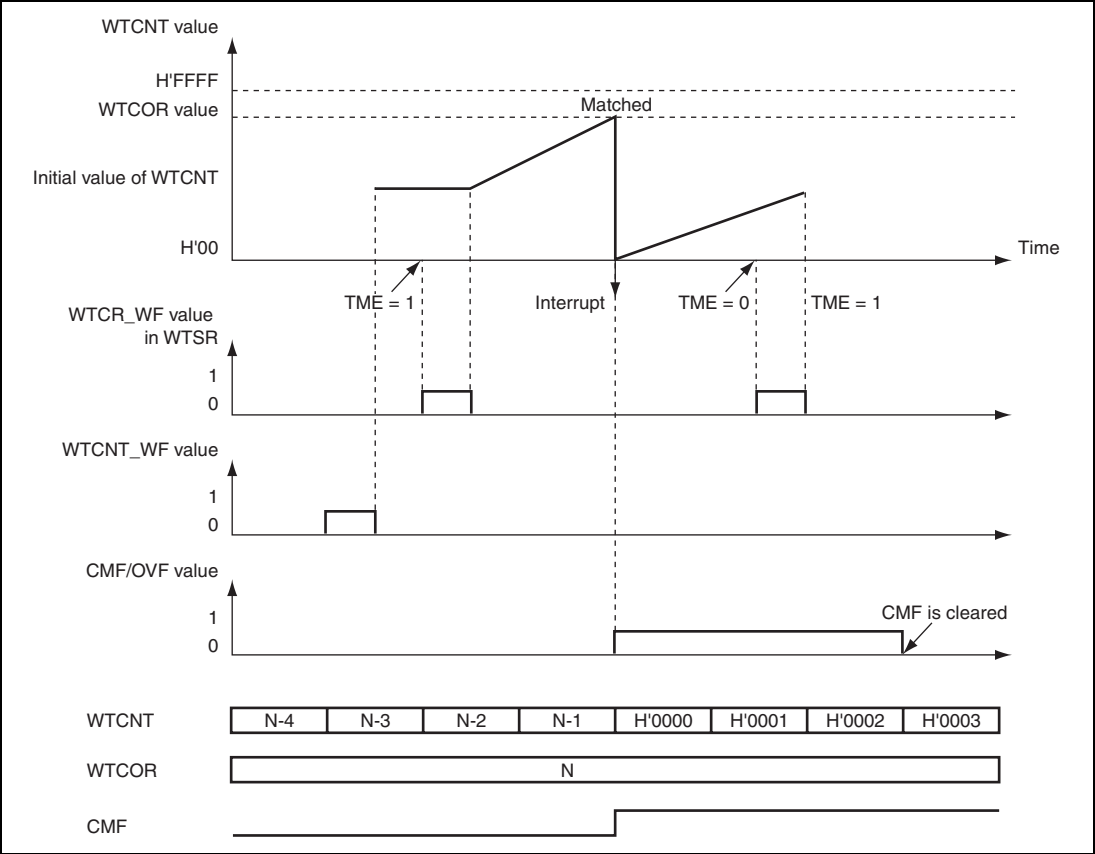 WTCNT value
H'FFFF
WTCOR value
Matched
Initial value of WTCNT
H'00
Time
TME = 1
Interrupt
TME = 0
TME = 1
WTCR_WF value
in WTSR
1
0
WTCNT_WF value
1
0
CMF/OVF value
1
CMF is cleared
0
WTCNT N-4 N-3 N-2 N-1 H'0000 H'0001 H'0002 H'0003
WTCOR N
CMF